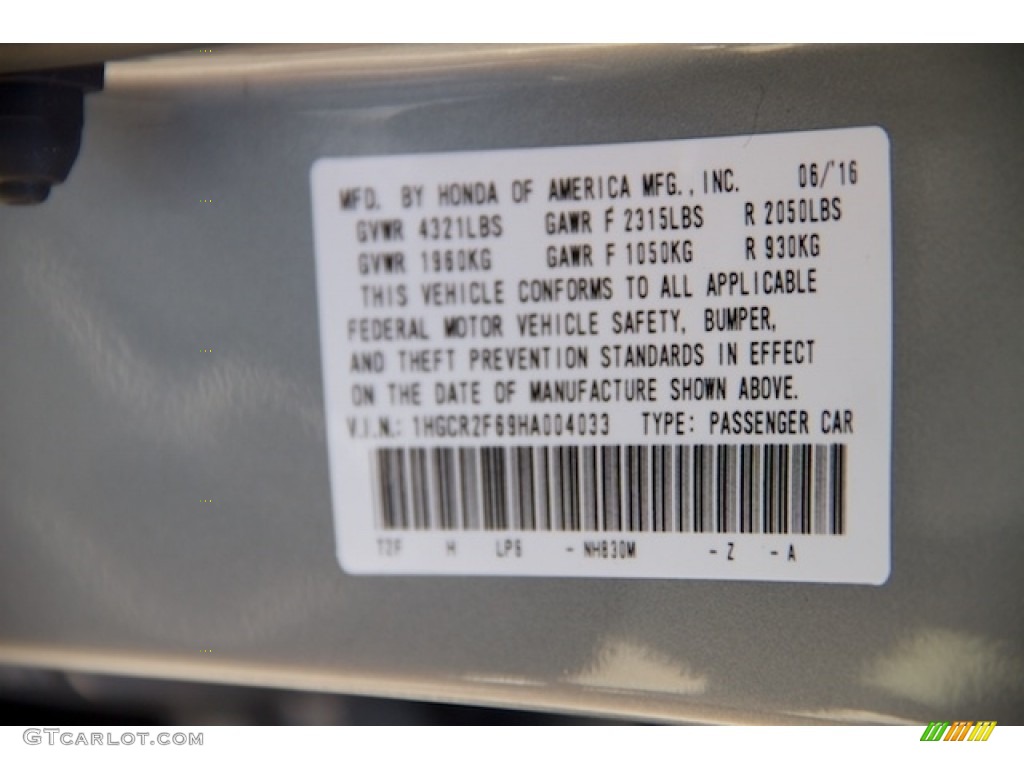 MFD. BY HONDA OF AMERICA MFG., INC. 06/'16
GVWR 4321LBS GAWR F 2315LBS R 2050LBS
GVWR 1960KG GAWR F 1050KG R 930KG
THIS VEHICLE CONFORMS TO ALL APPLICABLE
FEDERAL MOTOR VEHICLE SAFETY, BUMPER,
AND THEFT PREVENTION STANDARDS IN EFFECT
ON THE DATE OF MANUFACTURE SHOWN ABOVE.
V.I.N.: 1HGCR2F69HA004033 TYPE: PASSENGER CAR
T2F H LP6 - NH830M - Z - A
GTCARLOT.COM